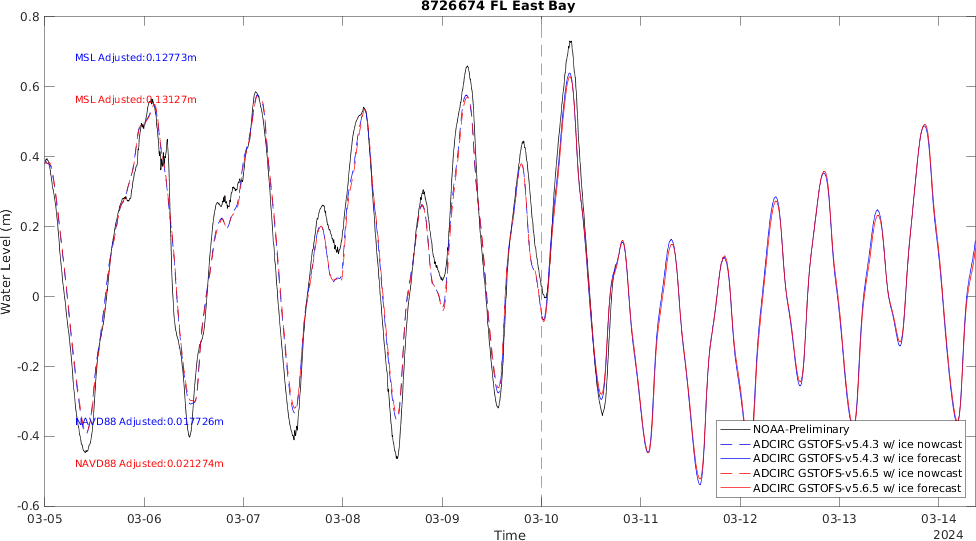 8726674 FL East Bay
0.8
0.6
0.4
0.2
0
-0.2
-0.4
-0.6
Water Level (m)
MSL Adjusted:0.12773m
MSL Adjusted:0.13127m
NAVD88 Adjusted:0.017726m
NAVD88 Adjusted:0.021274m
NOAA-Preliminary
ADCIRC GSTOFS-v5.4.3 w/ ice nowcast
ADCIRC GSTOFS-v5.4.3 w/ ice forecast
ADCIRC GSTOFS-v5.6.5 w/ ice nowcast
ADCIRC GSTOFS-v5.6.5 w/ ice forecast
03-05 03-06 03-07 03-08 03-09 03-10 03-11 03-12 03-13 03-14
2024
Time